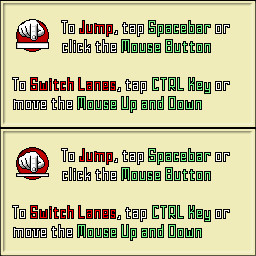 To Jump, tap Spacebar or
click the Mouse Button
To Switch Lanes, tap CTRL Key or
move the Mouse Up and Down
To Jump, tap Spacebar or
click the Mouse Button
To Switch Lanes, tap CTRL Key or
move the Mouse Up and Down